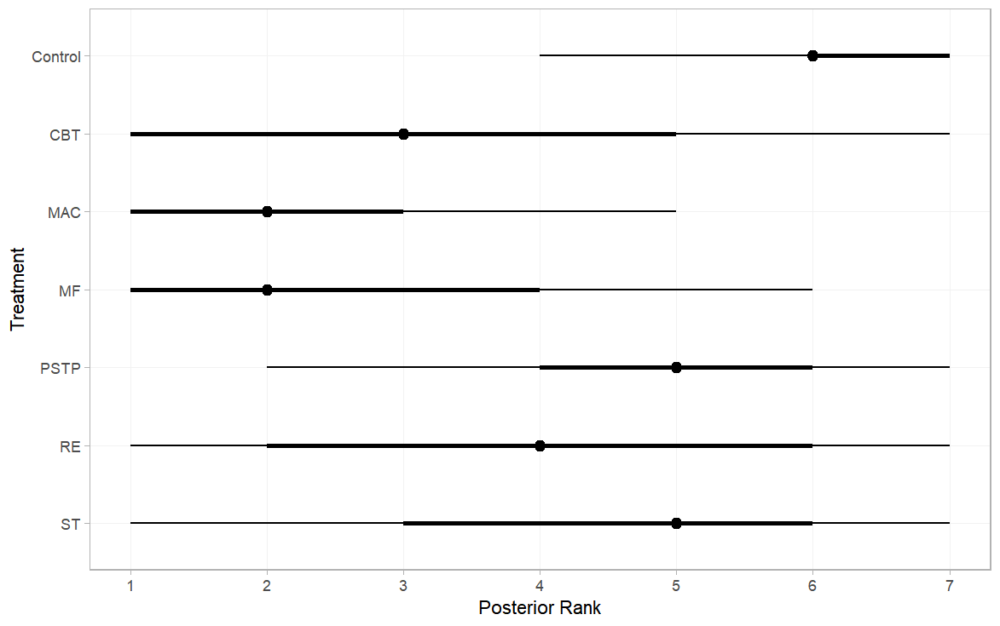 Control
CBT
MAC
MF
PSTP
RE
ST
Treatment
1 2 3 4 5 6 7
Posterior Rank